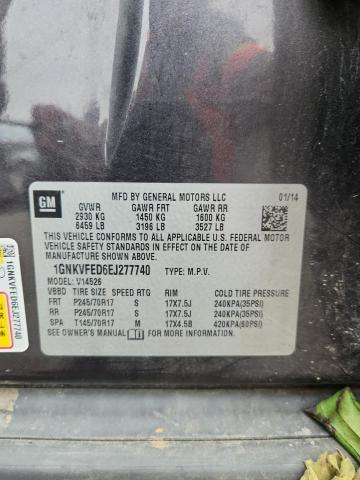 GM
MFD BY GENERAL MOTORS LLC 01/14
GVWR GAWR FRT GAWR RR
2930 KG 1450 KG 1600 KG
6459 LB 3196 LB 3527 LB
THIS VEHICLE CONFORMS TO ALL APPLICABLE U.S. FEDERAL
MOTOR VEHICLE SAFETY STANDARDS IN EFFECT ON THE DATE OF
MANUFACTURE SHOWN ABOVE.
1GNKVFED6EJ277740 TYPE: M.P.V.
MODEL: V14526
VBBD TIRE SIZE SPEED RTG RIM COLD TIRE PRESSURE
FRT P245/70R17 S 17X7.5J 240KPA(35PSI)
RR P245/70R17 S 17X7.5J 240KPA(35PSI)
SPA T145/70R17 M 17X4.5B 420KPA(60PSI)
SEE OWNER'S MANUAL FOR MORE INFORMATION
1GNKVFED6EJ277740